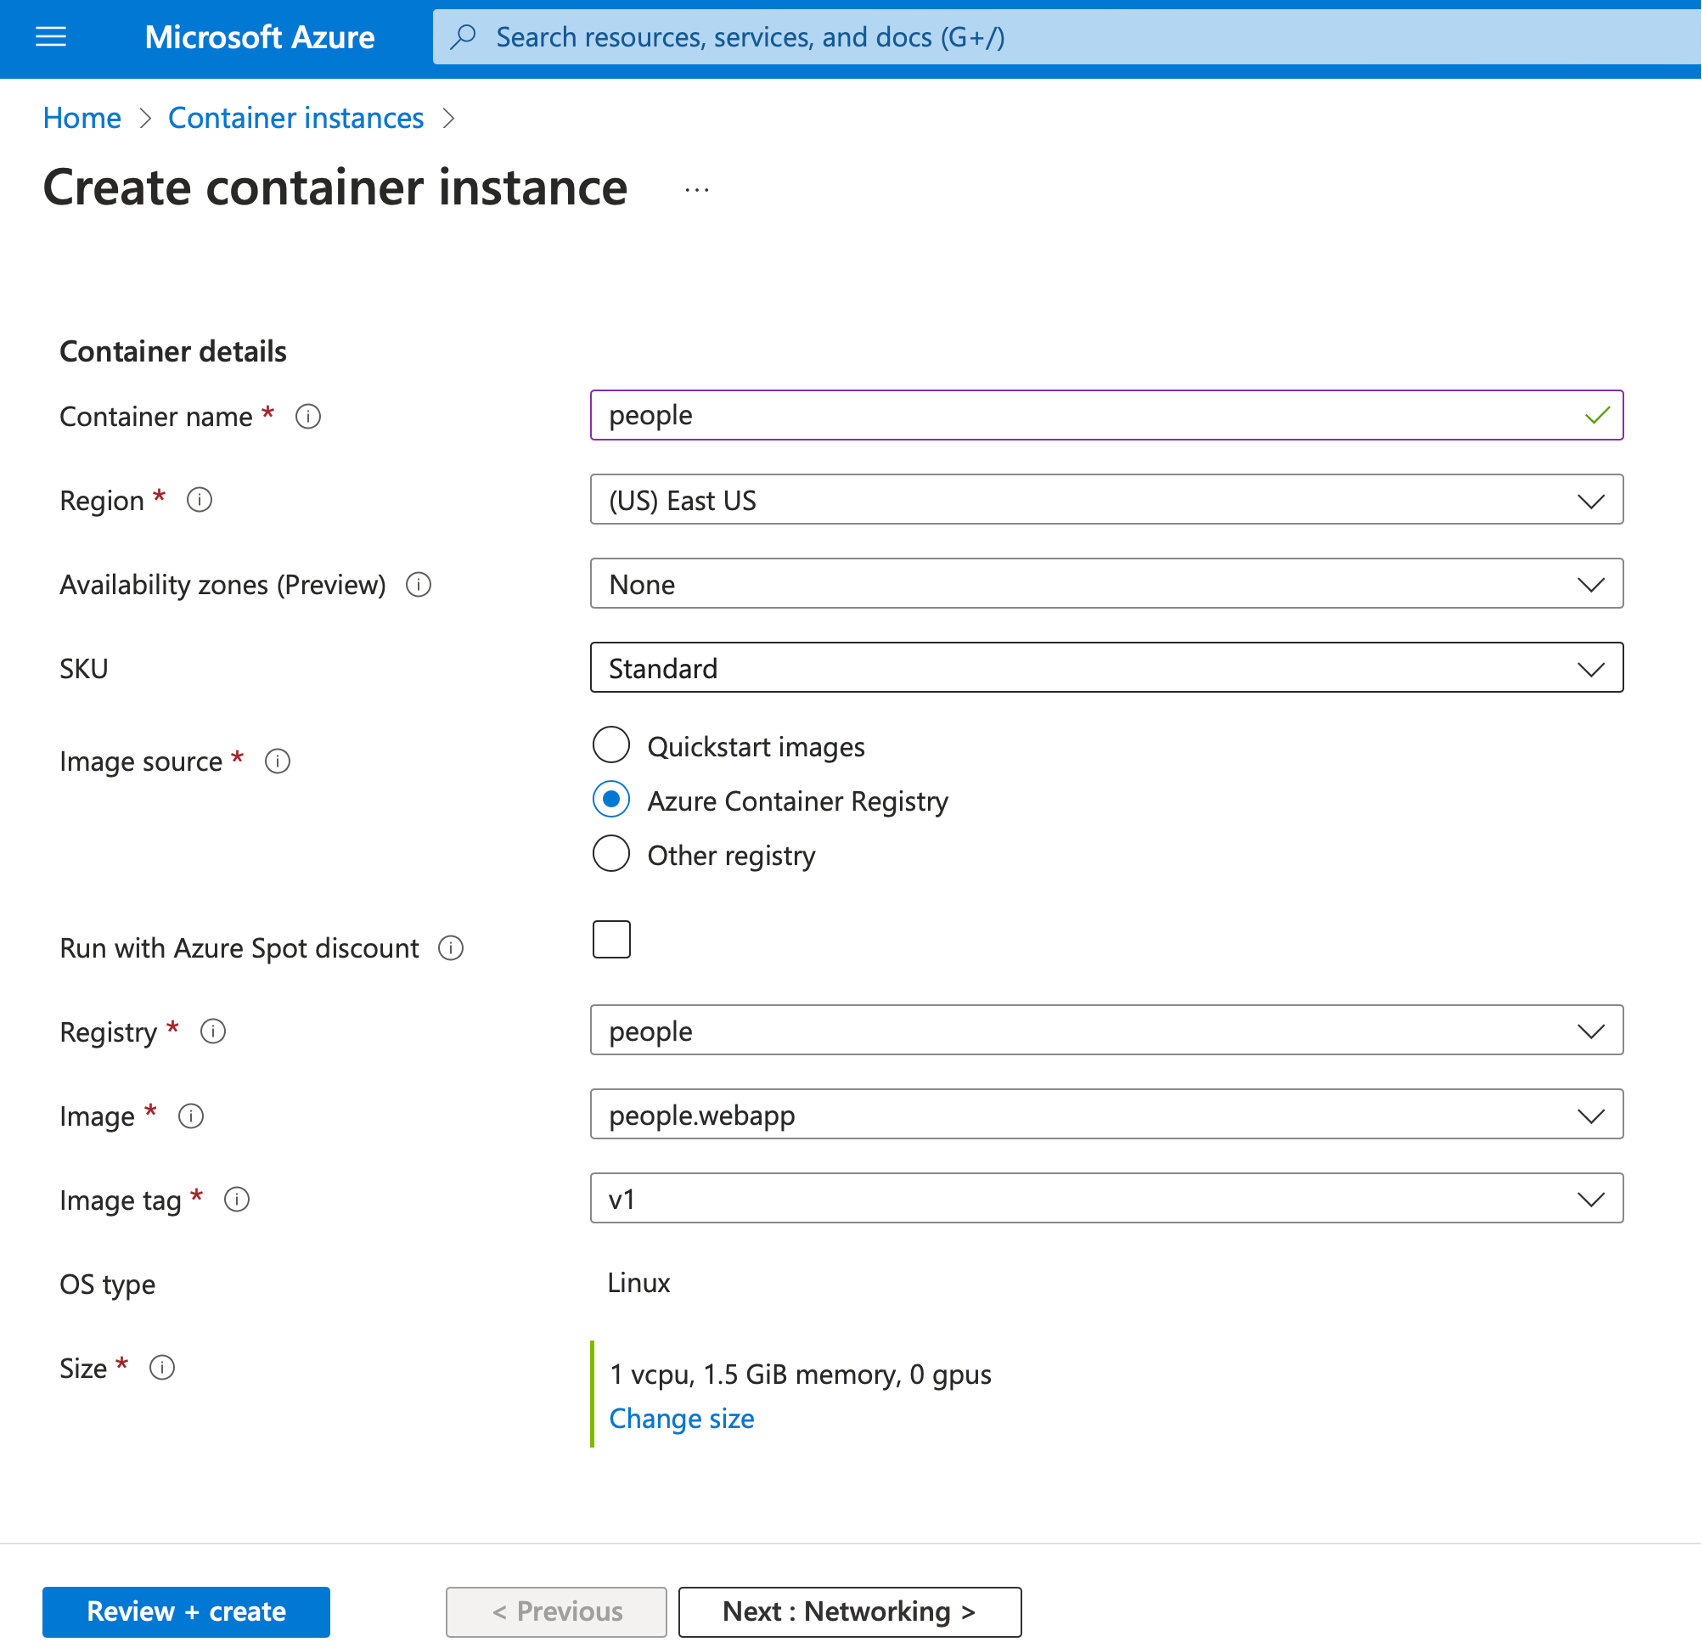 Microsoft Azure
Search resources, services, and docs (G+/)
Home > Container instances >
Create container instance ...
Container details
Container name * people
Region * (US) East US
Availability zones (Preview) None
SKU Standard
Image source * Quickstart images
Azure Container Registry
Other registry
Run with Azure Spot discount
Registry * people
Image * people.webapp
Image tag * v1
OS type Linux
Size * 1 vcpu, 1.5 GiB memory, 0 gpus
Change size
Review + create < Previous Next : Networking >